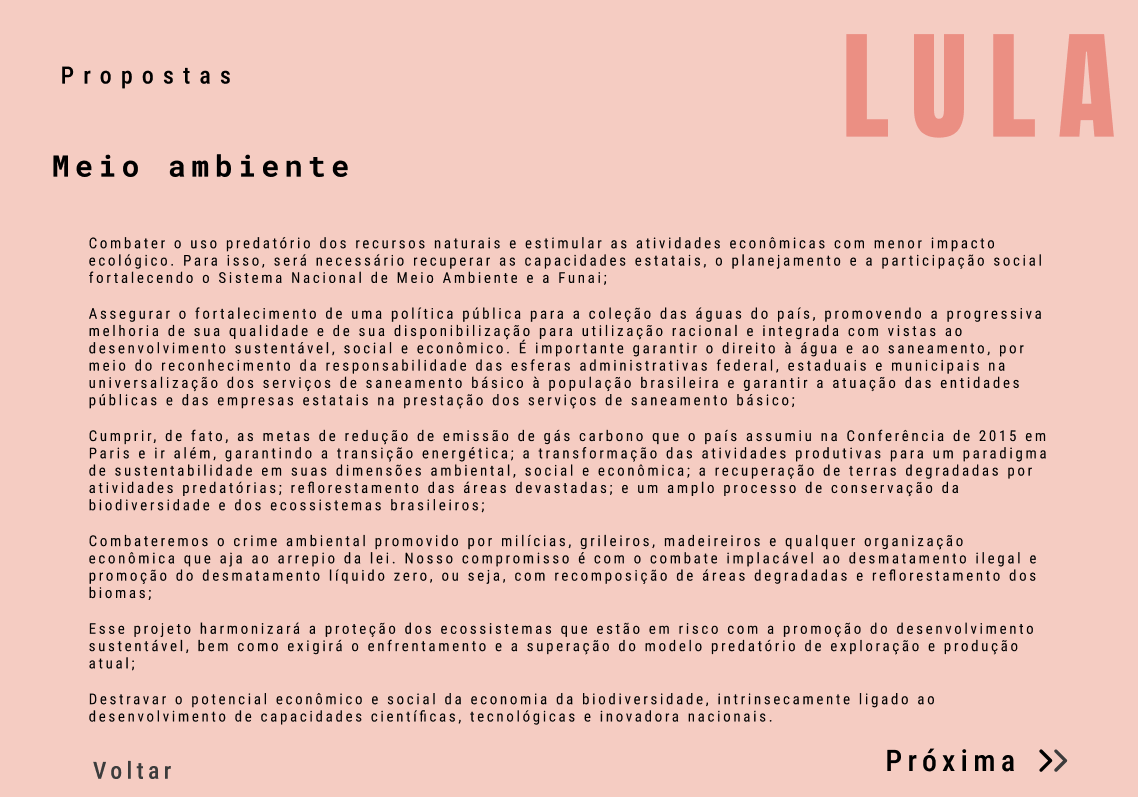 LULA
Propostas
Meio ambiente
Combater o uso predatório dos recursos naturais e estimular as atividades econômicas com menor impacto
ecológico. Para isso, será necessário recuperar as capacidades estatais, o planejamento e a participação social
fortalecendo o Sistema Nacional de Meio Ambiente e a Funai;
Assegurar o fortalecimento de uma política pública para a coleção das águas do país, promovendo a progressiva
melhoria de sua qualidade e de sua disponibilização para utilização racional e integrada com vistas ao
desenvolvimento sustentável, social e econômico. É importante garantir o direito à água e ao saneamento, por
meio do reconhecimento da responsabilidade das esferas administrativas federal, estaduais e municipais na
universalização dos serviços de saneamento básico à população brasileira e garantir a atuação das entidades
públicas e das empresas estatais na prestação dos serviços de saneamento básico;
Cumprir, de fato, as metas de redução de emissão de gás carbono que o país assumiu na Conferência de 2015 em
Paris e ir além, garantindo a transição energética; a transformação das atividades produtivas para um paradigma
de sustentabilidade em suas dimensões ambiental, social e econômica; a recuperação de terras degradadas por
atividades predatórias; reflorestamento das áreas devastadas; e um amplo processo de conservação da
biodiversidade e dos ecossistemas brasileiros;
Combateremos o crime ambiental promovido por milícias, grileiros, madeireiros e qualquer organização
econômica que aja ao arrepio da lei. Nosso compromisso é com o combate implacável ao desmatamento ilegal e
promoção do desmatamento líquido zero, ou seja, com recomposição de áreas degradadas e reflorestamento dos
biomas;
Esse projeto harmonizará a proteção dos ecossistemas que estão em risco com a promoção do desenvolvimento
sustentável, bem como exigirá o enfrentamento e a superação do modelo predatório de exploração e produção
atual;
Destravar o potencial econômico e social da economia da biodiversidade, intrinsecamente ligado ao
desenvolvimento de capacidades científicas, tecnológicas e inovadora nacionais.
Voltar
Próxima